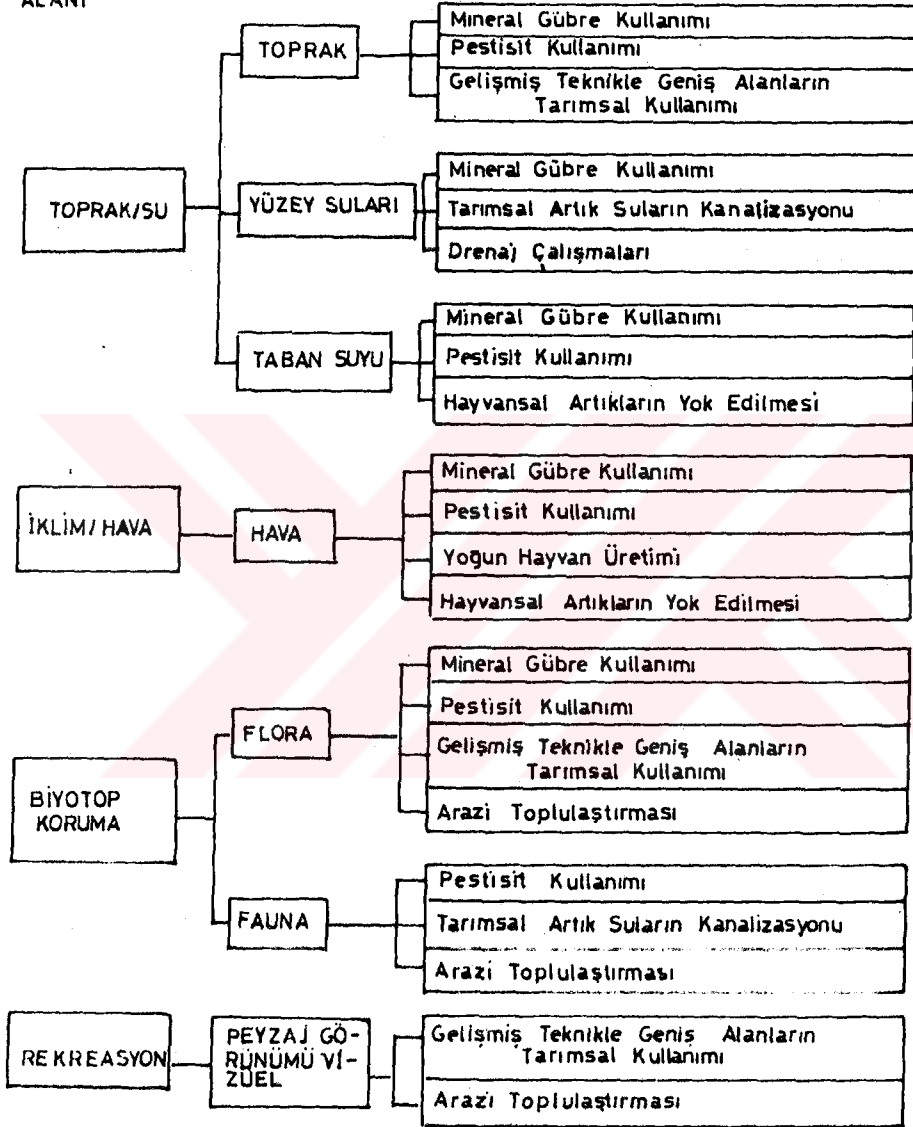 ALANI
TOPRAK/SU
TOPRAK
Mineral Gübre Kullanımı
Pestisit Kullanımı
Gelişmiş Teknikle Geniş Alanların
Tarımsal Kullanımı
YÜZEY SULARI
Mineral Gübre Kullanımı
Tarımsal Artık Suların Kanalizasyonu
Drenaj Çalışmaları
TABAN SUYU
Mineral Gübre Kullanımı
Pestisit Kullanımı
Hayvansal Artıkların Yok Edilmesi
İKLİM/HAVA
HAVA
Mineral Gübre Kullanımı
Pestisit Kullanımı
Yoğun Hayvan Üretimi
Hayvansal Artıkların Yok Edilmesi
BİYOTOP
KORUMA
FLORA
Mineral Gübre Kullanımı
Pestisit Kullanımı
Gelişmiş Teknikle Geniş Alanların
Tarımsal Kullanımı
Arazi Toplulaştırması
FAUNA
Pestisit Kullanımı
Tarımsal Artık Suların Kanalizasyonu
Arazi Toplulaştırması
REKREASYON
PEYZAJ GÖ-
RÜNÜMÜ Vİ-
ZÜEL
Gelişmiş Teknikle Geniş Alanların
Tarımsal Kullanımı
Arazi Toplulaştırması